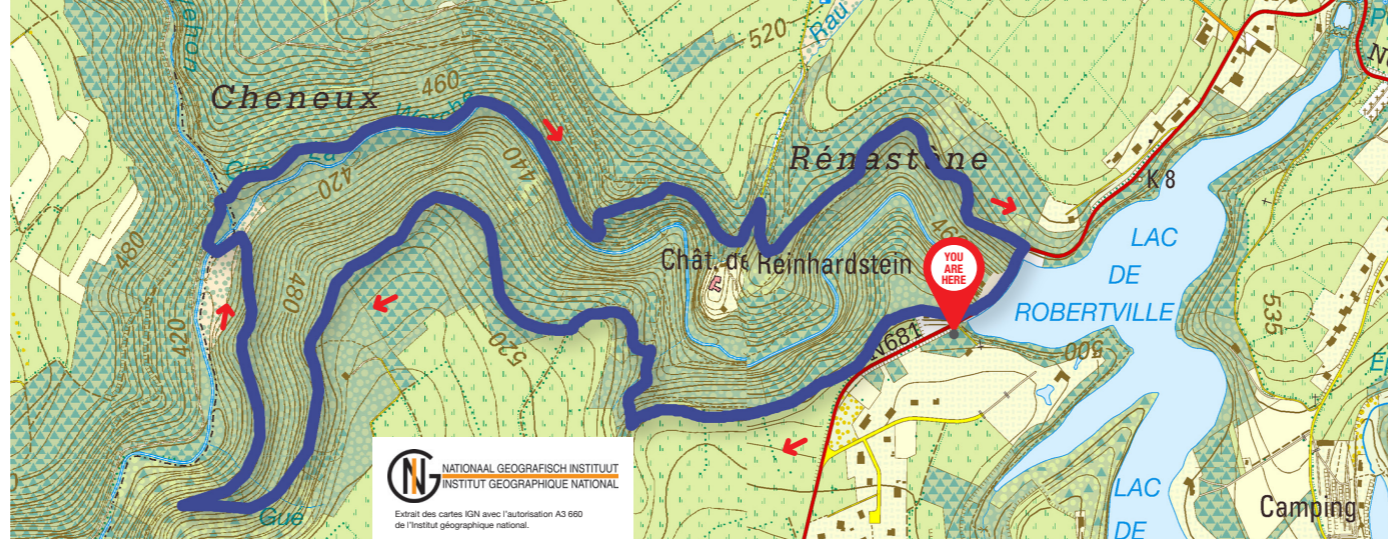 520
Rau
460
Cheneux
Rénastène
K 8
440
420
LAC
DE
ROBERTVILLE
480
480
Chât. de Reinhardstein
YOU
ARE
HERE
535
420
520
N681
500
NATIONAAL GEOGRAFISCH INSTITUUT
INSTITUT GEOGRAPHIQUE NATIONAL
Extrait des cartes IGN avec l'autorisation A3 660
de l'Institut géographique national.
Gué
LAC
DE
Camping